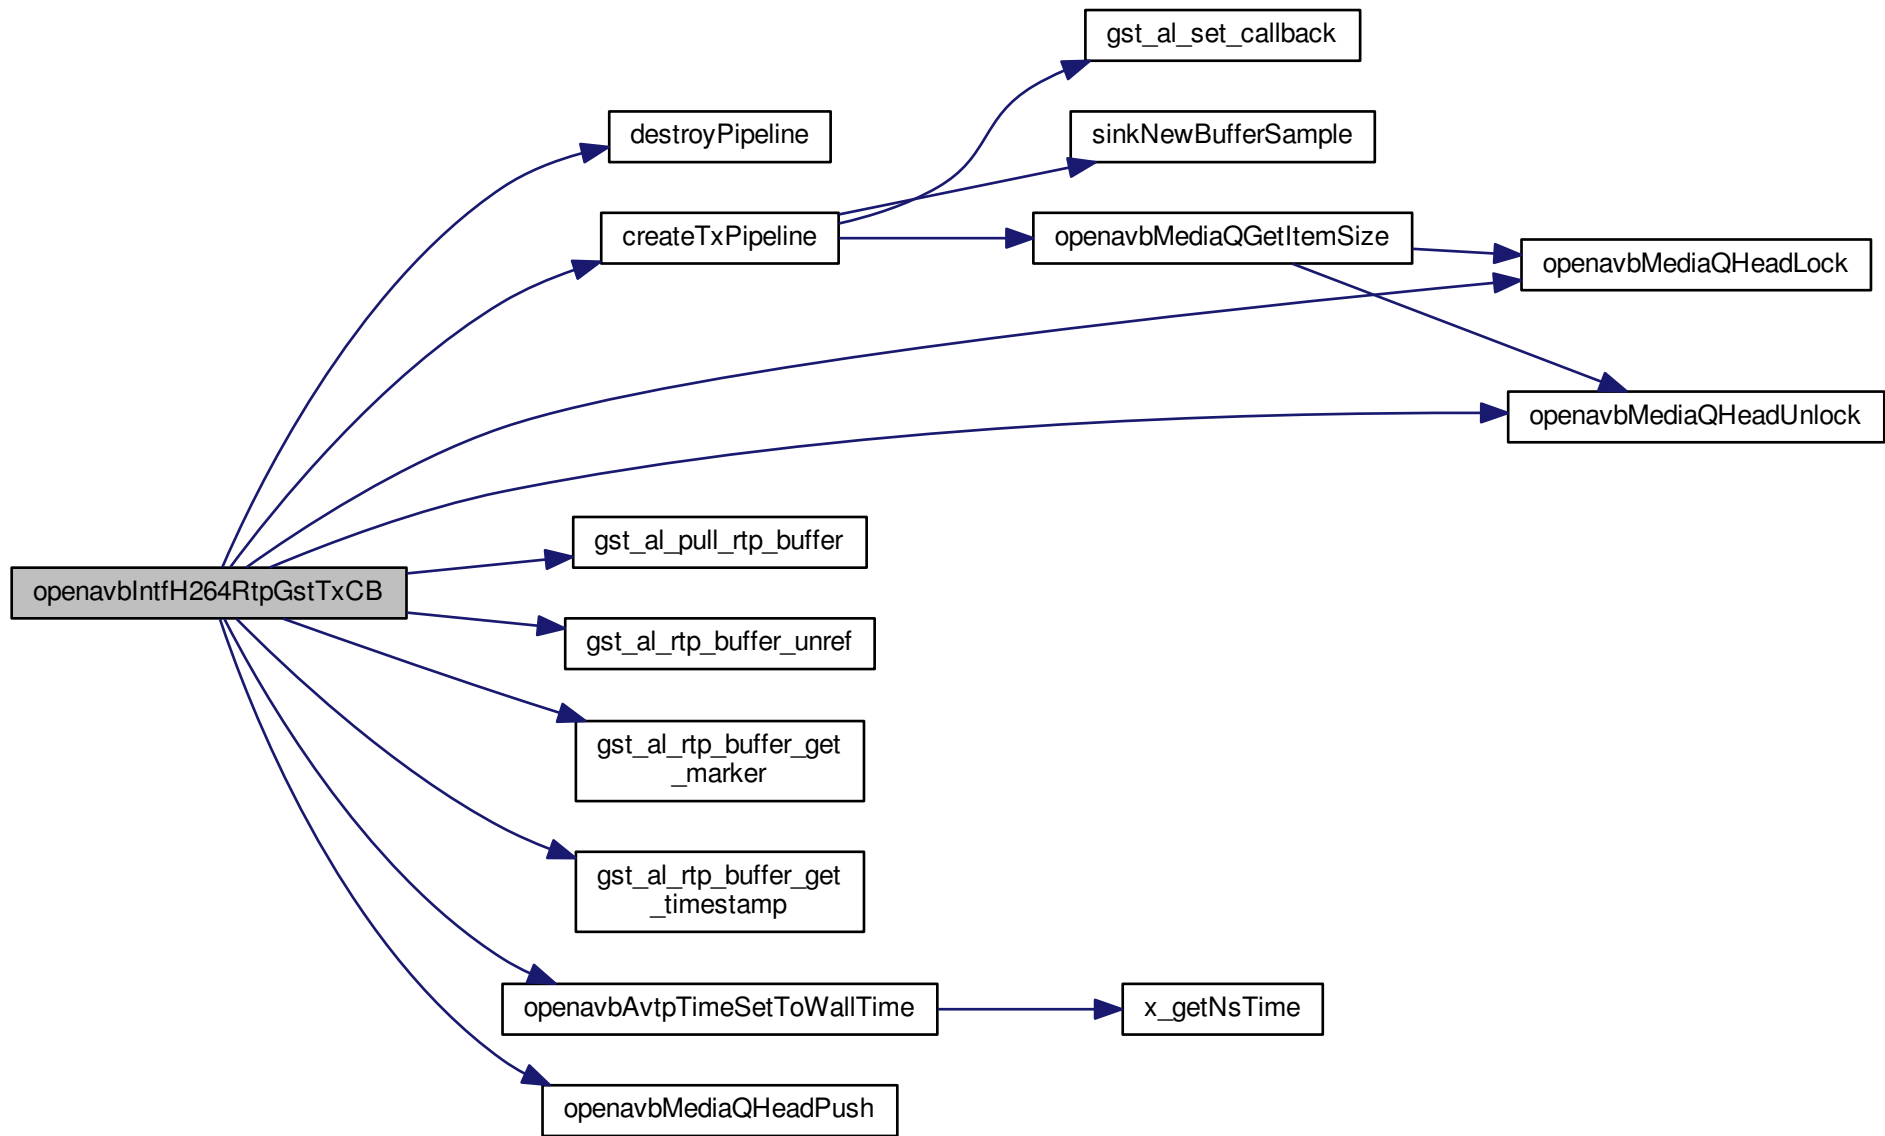 gst_al_set_callback
destroyPipeline
sinkNewBufferSample
createTxPipeline
openavbMediaQGetItemSize
openavbMediaQHeadLock
openavbMediaQHeadUnlock
gst_al_pull_rtp_buffer
openavbIntfH264RtpGstTxCB
gst_al_rtp_buffer_unref
gst_al_rtp_buffer_get
_marker
gst_al_rtp_buffer_get
_timestamp
openavbAvtpTimeSetToWallTime
x_getNsTime
openavbMediaQHeadPush